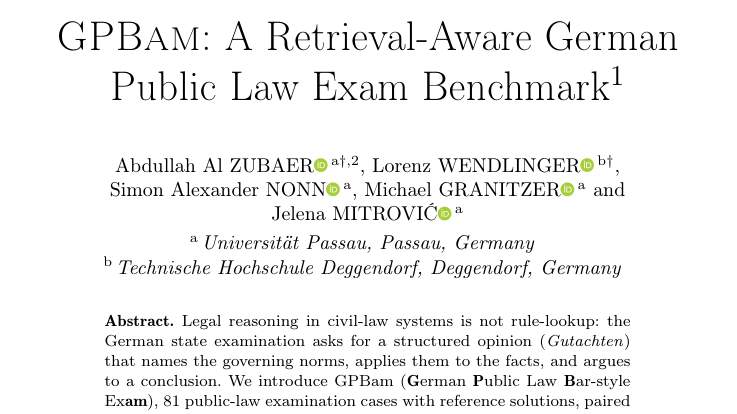 GPBAM: A Retrieval-Aware German
Public Law Exam Benchmark1
Abdullah Al ZUBAER a†,2, Lorenz WENDLINGER b†,
Simon Alexander NONN a, Michael GRANITZER a and
Jelena MITROVIĆ a
a Universität Passau, Passau, Germany
b Technische Hochschule Deggendorf, Deggendorf, Germany
Abstract. Legal reasoning in civil-law systems is not rule-lookup: the
German state examination asks for a structured opinion (Gutachten)
that names the governing norms, applies them to the facts, and argues
to a conclusion. We introduce GPBam (German Public Law Bar-style
Exam), 81 public-law examination cases with reference solutions, paired